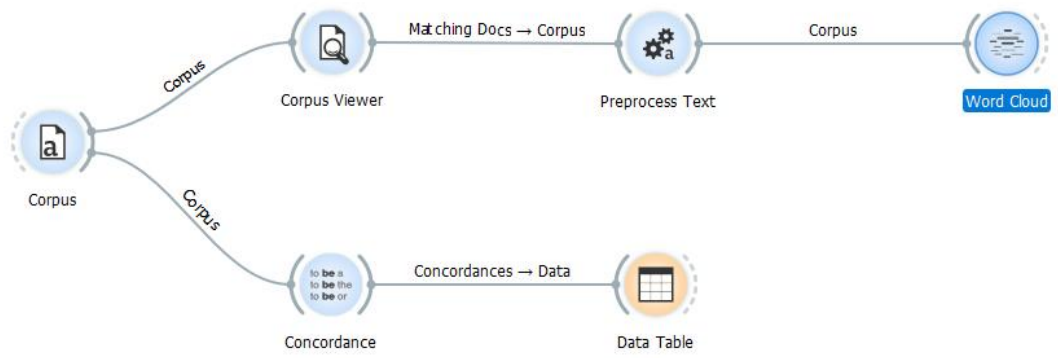 Corpus
a
Corpus
Corpus Viewer
Matching Docs → Corpus
a
Preprocess Text
Corpus
Word Cloud
Corpus
to be a
to be the
to be or
Concordance
Concordances → Data
Data Table